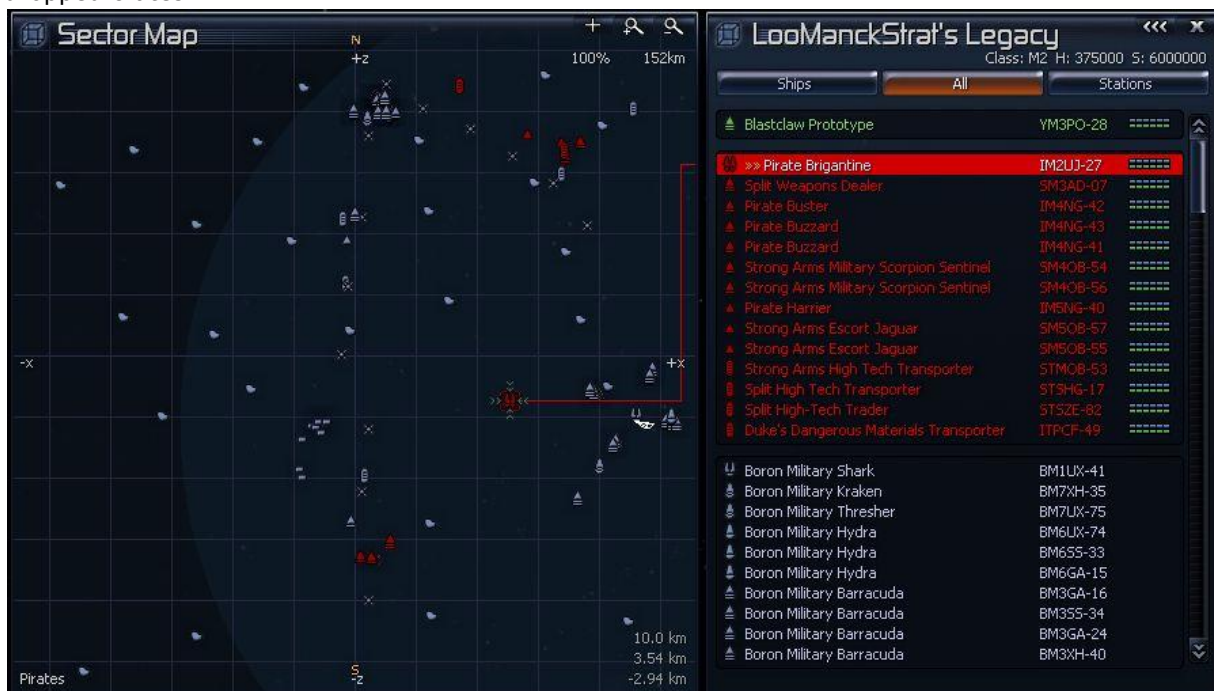 Sector Map
N
+z
100% 152km
-x
+x
10.0 km
3.54 km
-2.94 km
S
-z
Pirates
LooManckStrat's Legacy
<<< x
Class: M2 H: 375000 S: 6000000
Ships All Stations
Blastclaw Prototype YM3PO-28
>> Pirate Brigantine IM2UJ-27
Split Weapons Dealer SM3AD-07
Pirate Buster IM4NG-42
Pirate Buzzard IM4NG-43
Pirate Buzzard IM4NG-41
Strong Arms Military Scorpion Sentinel SM4OB-54
Strong Arms Military Scorpion Sentinel SM4OB-56
Pirate Harrier IM5NG-40
Strong Arms Escort Jaguar SM5OB-57
Strong Arms Escort Jaguar SM5OB-55
Strong Arms High Tech Transporter STMOB-53
Split High Tech Transporter STSHG-17
Split High-Tech Trader STSZE-82
Duke's Dangerous Materials Transporter ITPCF-49
Boron Military Shark BM1UX-41
Boron Military Kraken BM7XH-35
Boron Military Thresher BM7UX-75
Boron Military Hydra BM6UX-74
Boron Military Hydra BM6SS-33
Boron Military Hydra BM6GA-15
Boron Military Barracuda BM3GA-16
Boron Military Barracuda BM3SS-34
Boron Military Barracuda BM3GA-24
Boron Military Barracuda BM3XH-40